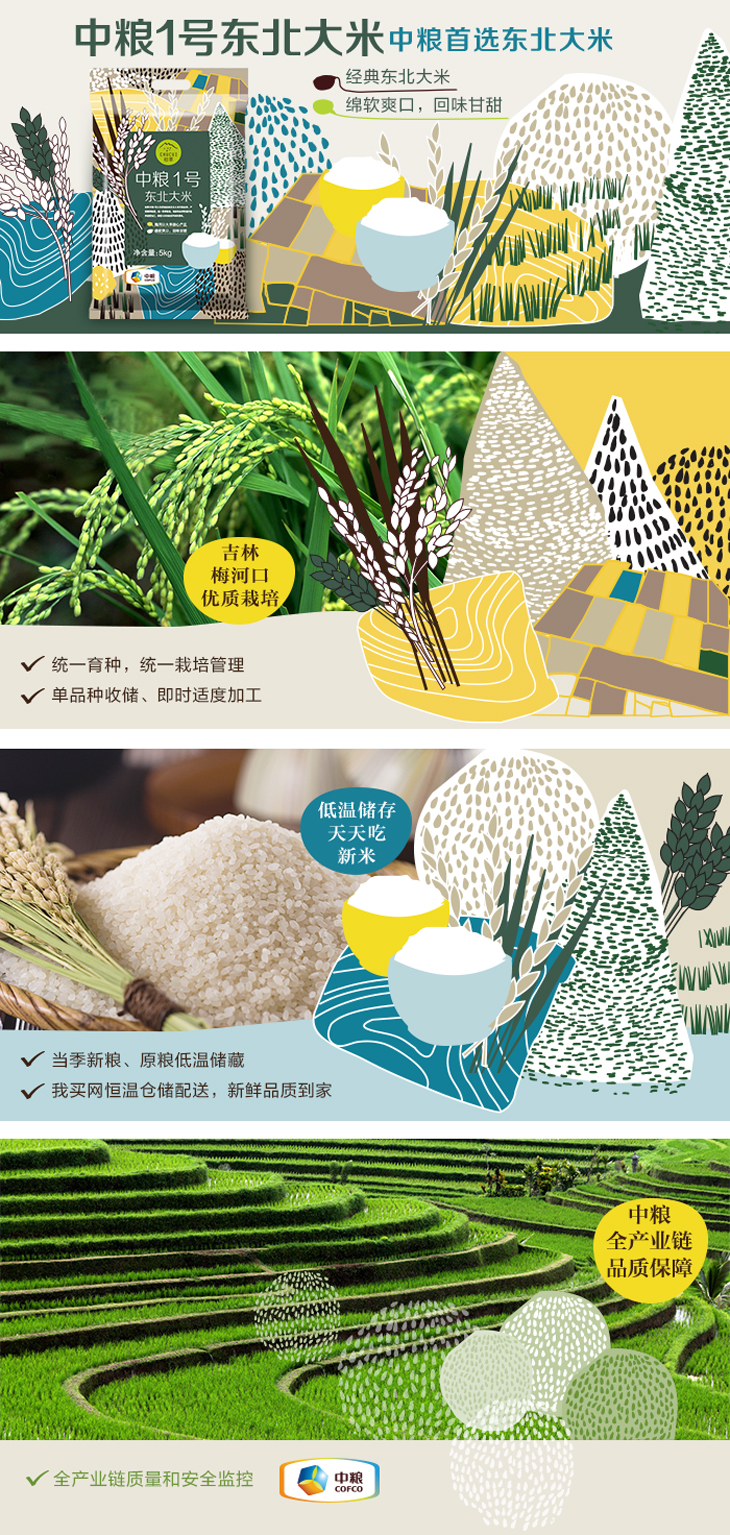 中粮1号东北大米 中粮首选东北大米
经典东北大米
绵软爽口，回味甘甜
中粮1号
东北大米
净含量:5kg
中粮
COFCO
吉林
梅河口
优质栽培
统一育种，统一栽培管理
单品种收储、即时适度加工
低温储存
天天吃
新米
当季新粮、原粮低温储藏
我买网恒温仓储配送，新鲜品质到家
中粮
全产业链
品质保障
全产业链质量和安全监控
中粮
COFCO